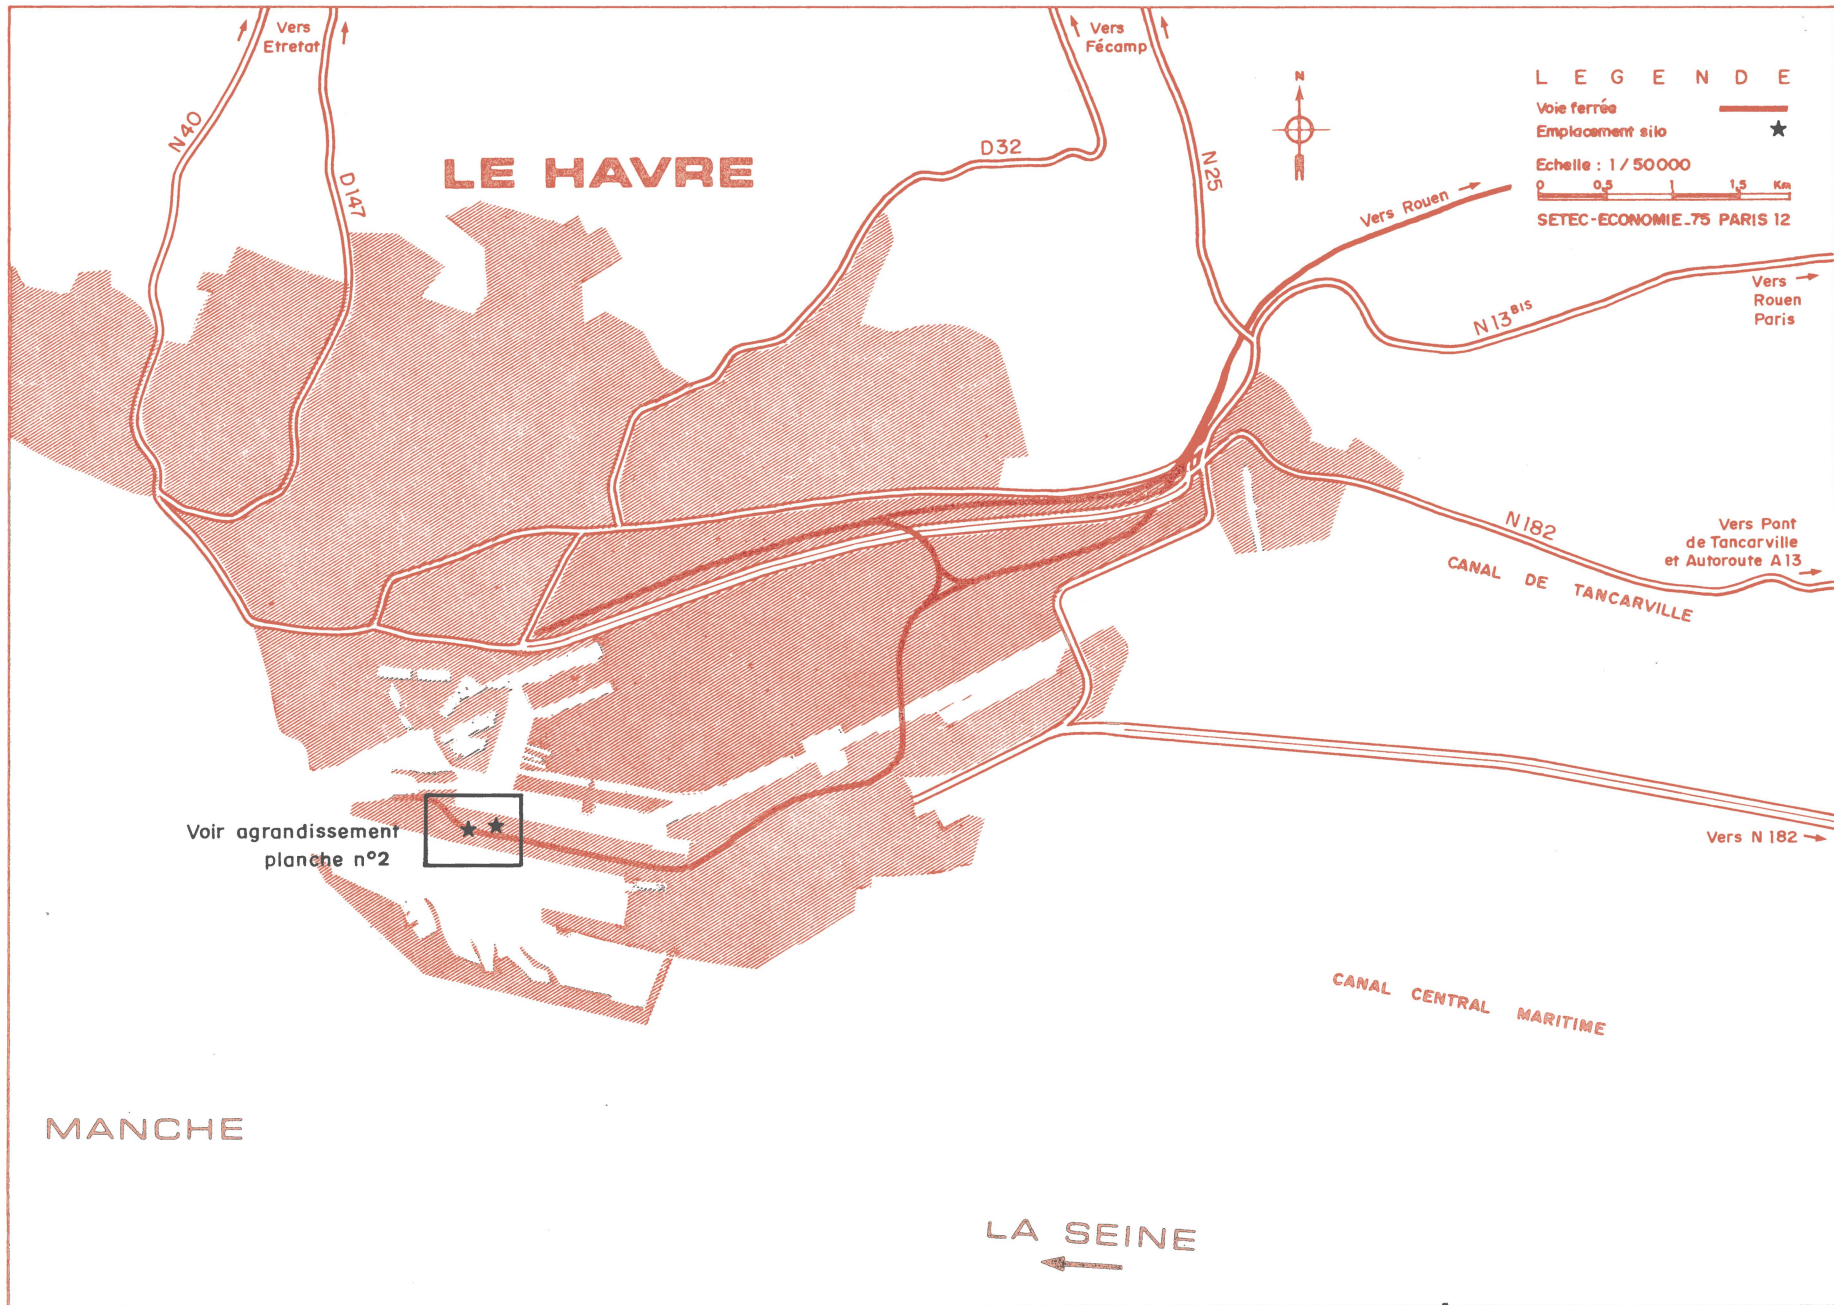 Vers
Etretat
Vers
Fécamp
N
L E G E N D E
Voie ferrée
Emplacement silo
Echelle : 1 / 50000
0 0,5 1 1,5 Km
SETEC-ECONOMIE_75 PARIS 12
N40
D147
LE HAVRE
D32
N25
Vers Rouen
Vers
Rouen
Paris
N 13 BIS
N 182
Vers Pont
de Tancarville
et Autoroute A 13
CANAL DE TANCARVILLE
Voir agrandissement
planche n°2
Vers N 182
CANAL CENTRAL MARITIME
MANCHE
LA SEINE